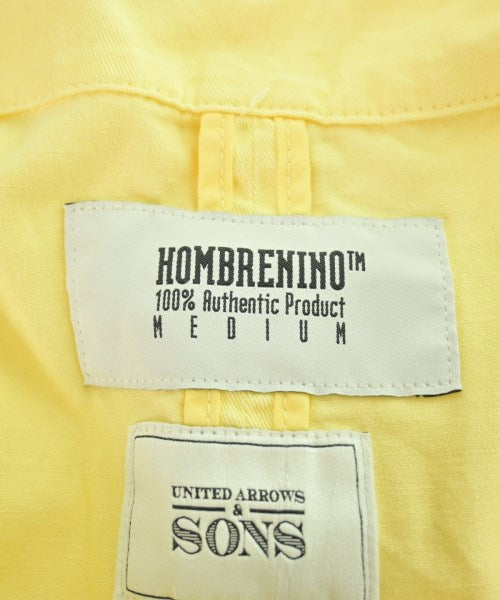 HOMBRENINO™
100% Authentic Product
MEDIUM
UNITED ARROWS
&
SONS